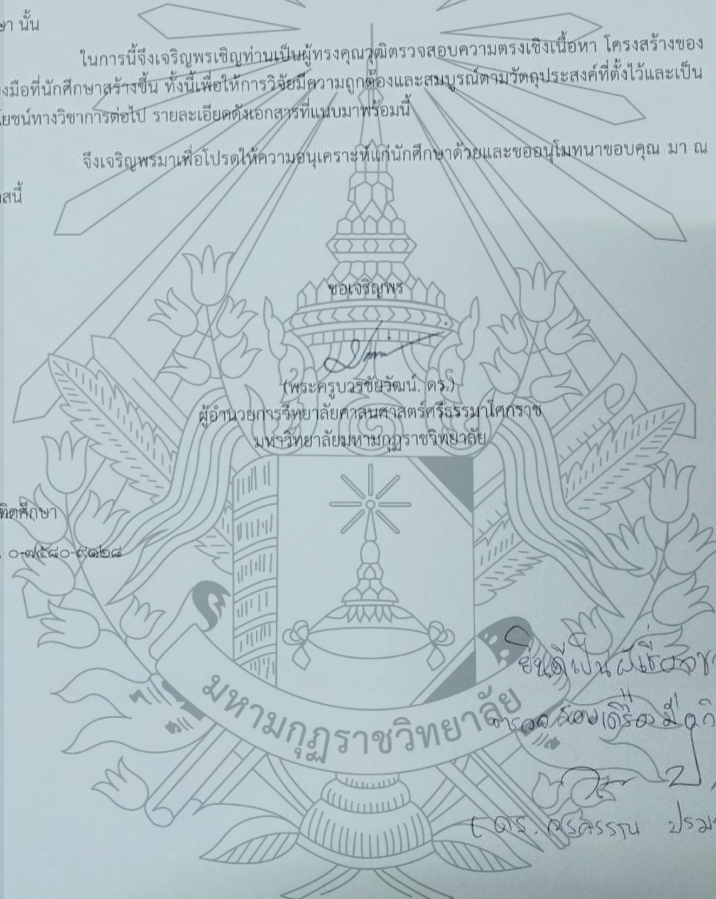 ษา นั้น
ในการนี้จึงเจริญพรเชิญท่านเป็นผู้ทรงคุณวุฒิตรวจสอบความตรงเชิงเนื้อหา โครงสร้างของ
งมือที่นักศึกษาสร้างขึ้น ทั้งนี้เพื่อให้การวิจัยมีความถูกต้องและสมบูรณ์ตามวัตถุประสงค์ที่ตั้งไว้และเป็น
โยชน์ทางวิชาการต่อไป รายละเอียดดังเอกสารที่แนบมาพร้อมนี้
จึงเจริญพรมาเพื่อโปรดให้ความอนุเคราะห์แก่นักศึกษาด้วยและขออนุโมทนาขอบคุณ มา ณ
าสนี้
ขอเจริญพร
(พระครูบวรชัยวัฒน์. ดร.)
ผู้อำนวยการวิทยาลัยศาสนศาสตร์ศรีธรรมาโศกราช
มหาวิทยาลัยมหามกุฏราชวิทยาลัย
ฑิตศึกษา
. ๐-๗๕๘๐-๙๑๒๘
มหามกุฏราชวิทยาลัย
ยินดีเป็นผู้เชี่ยวช
ตรวจสอบเครื่องมือวิ
(ดร.